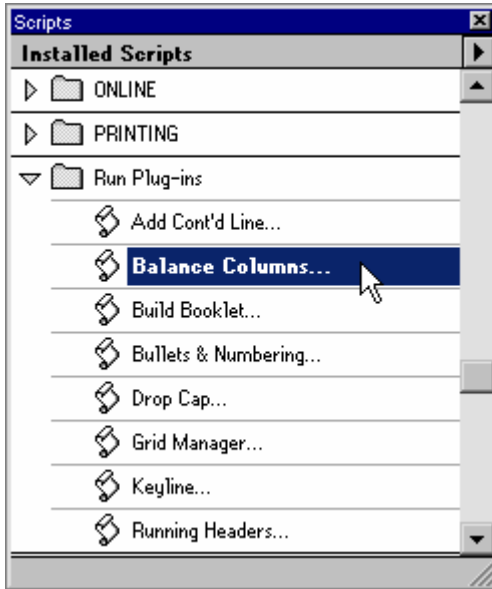 Scripts
Installed Scripts
ONLINE
PRINTING
Run Plug-ins
Add Cont'd Line...
Balance Columns...
Build Booklet...
Bullets & Numbering...
Drop Cap...
Grid Manager...
Keyline...
Running Headers...